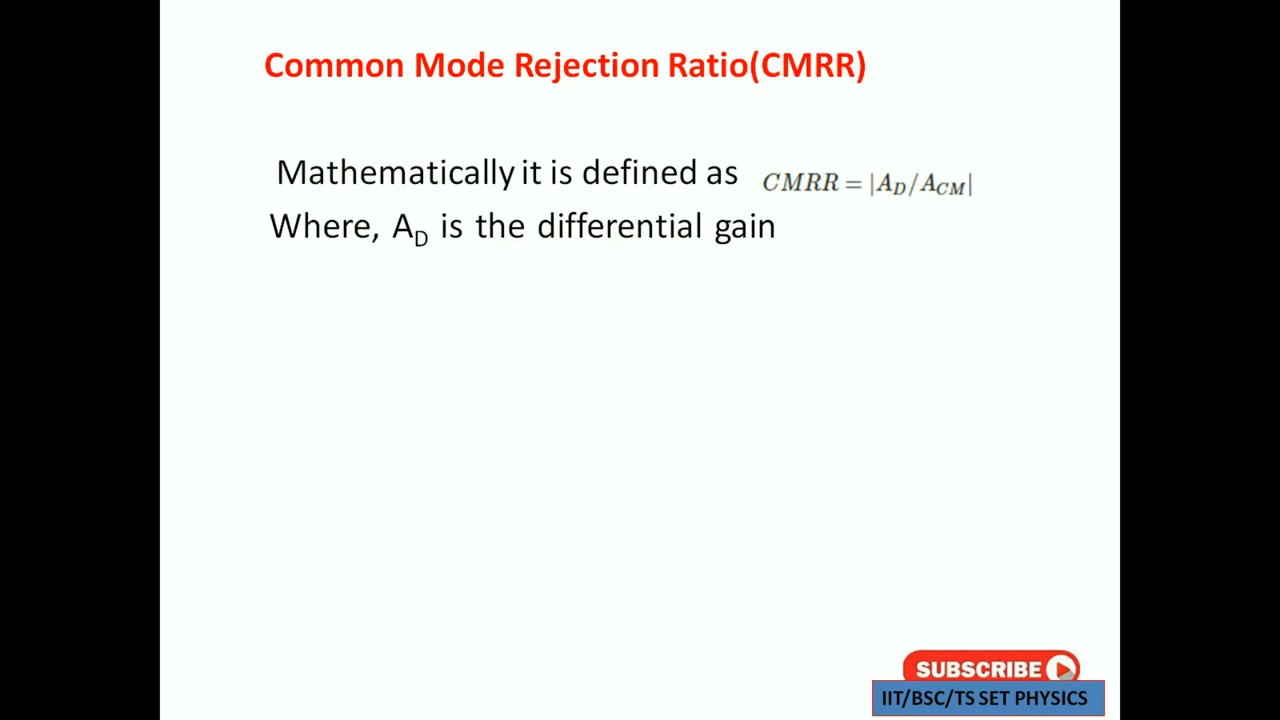 Common Mode Rejection Ratio(CMRR)
Mathematically it is defined as CMRR = |A_D/A_CM|
Where, A_D is the differential gain
SUBSCRIBE
IIT/BSC/TS SET PHYSICS